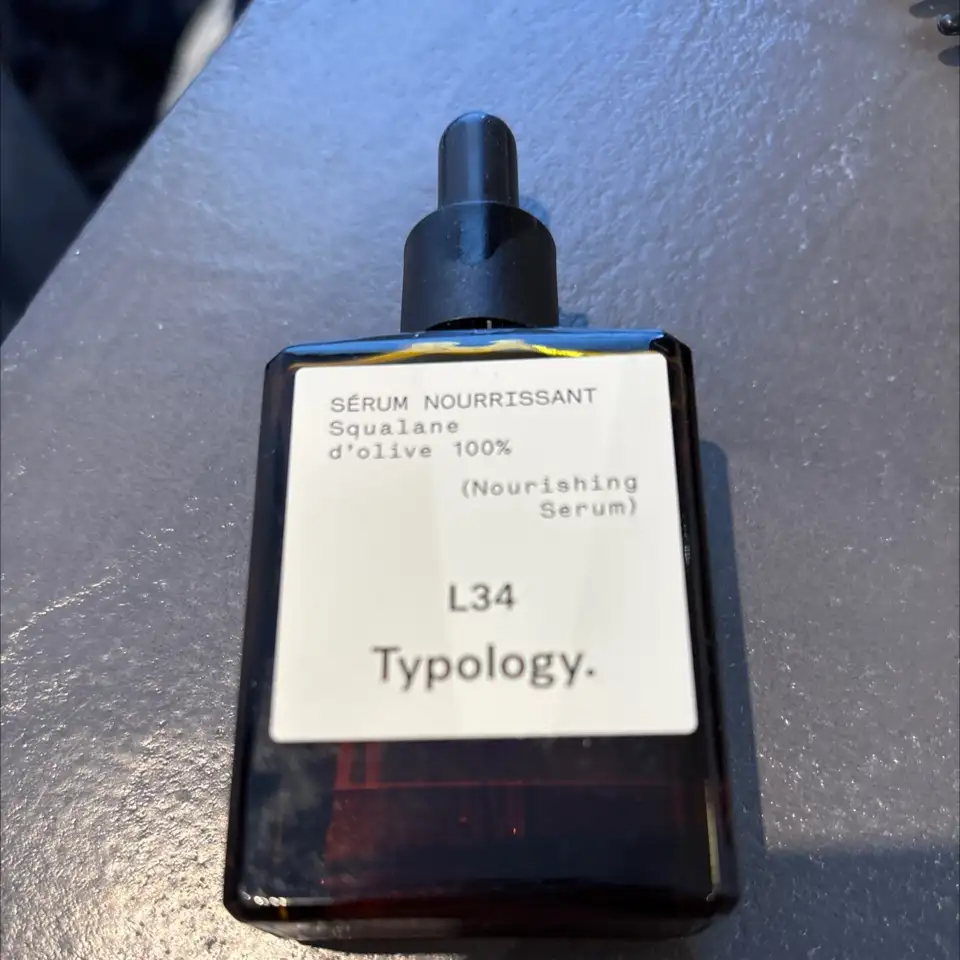 SÉRUM NOURRISSANT
Squalane
d'olive 100%
(Nourishing
Serum)
L34
Typology.